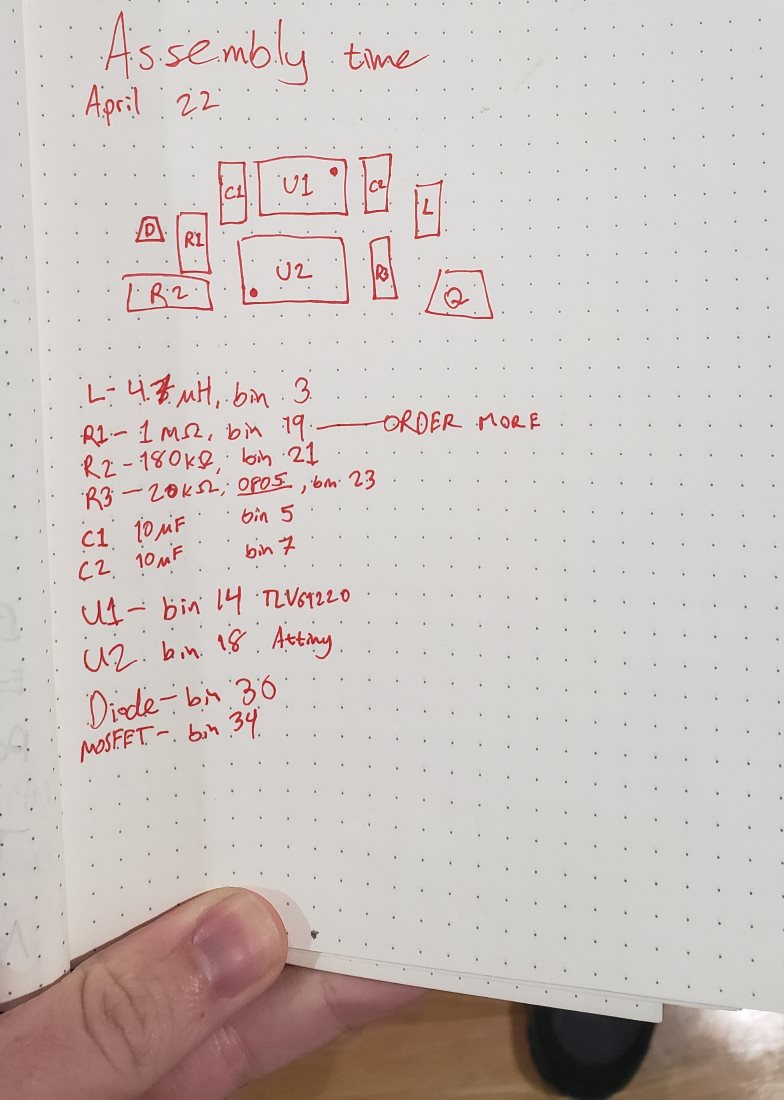 Assembly time
April 22
C1 U1 C2
L
D R1
U2 R3
R2 Q
L- 4.7 µH, bin 3
R1- 1 MΩ, bin 19 — ORDER MORE
R2 - 180kΩ, bin 21
R3 - 20kΩ, 0805, bin 23
C1 10µF bin 5
C2 10µF bin 7
U1- bin 14 TLV61220
U2 bin 18 Attiny
Diode- bin 30
MOSFET- bin 34